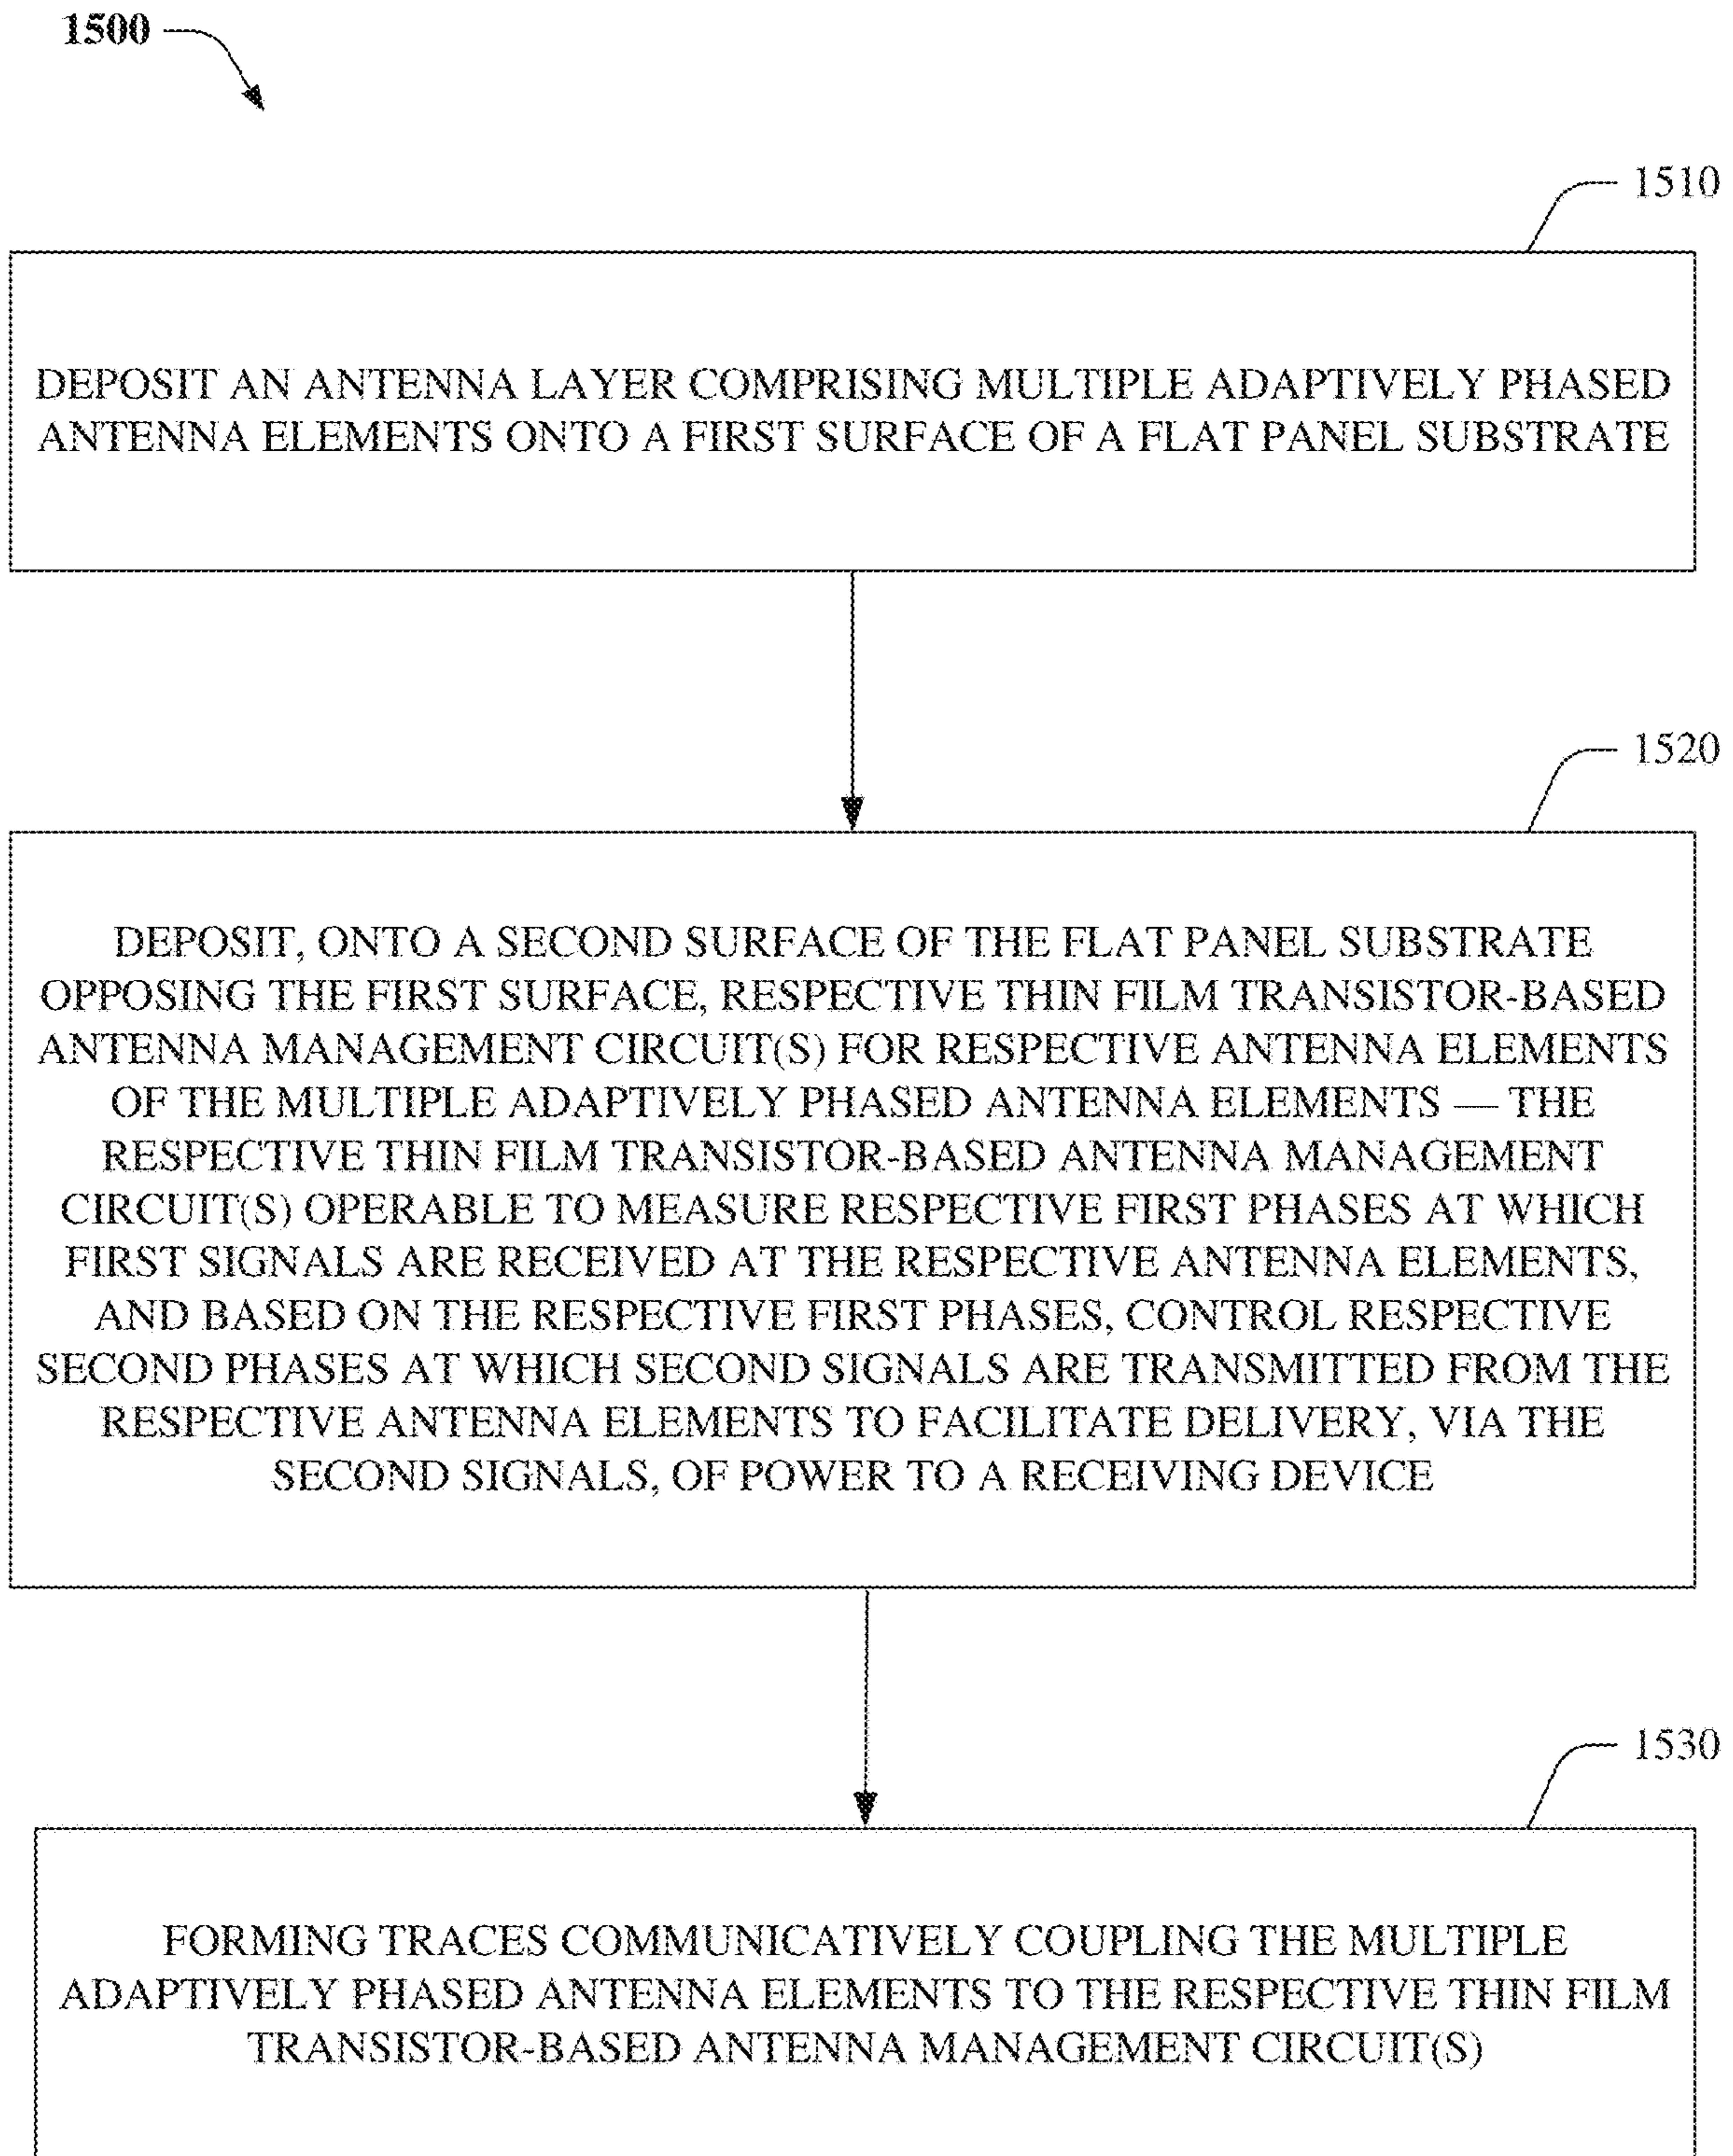 1500
1510
DEPOSIT AN ANTENNA LAYER COMPRISING MULTIPLE ADAPTIVELY PHASED
ANTENNA ELEMENTS ONTO A FIRST SURFACE OF A FLAT PANEL SUBSTRATE
1520
DEPOSIT, ONTO A SECOND SURFACE OF THE FLAT PANEL SUBSTRATE
OPPOSING THE FIRST SURFACE, RESPECTIVE THIN FILM TRANSISTOR-BASED
ANTENNA MANAGEMENT CIRCUIT(S) FOR RESPECTIVE ANTENNA ELEMENTS
OF THE MULTIPLE ADAPTIVELY PHASED ANTENNA ELEMENTS — THE
RESPECTIVE THIN FILM TRANSISTOR-BASED ANTENNA MANAGEMENT
CIRCUIT(S) OPERABLE TO MEASURE RESPECTIVE FIRST PHASES AT WHICH
FIRST SIGNALS ARE RECEIVED AT THE RESPECTIVE ANTENNA ELEMENTS,
AND BASED ON THE RESPECTIVE FIRST PHASES, CONTROL RESPECTIVE
SECOND PHASES AT WHICH SECOND SIGNALS ARE TRANSMITTED FROM THE
RESPECTIVE ANTENNA ELEMENTS TO FACILITATE DELIVERY, VIA THE
SECOND SIGNALS, OF POWER TO A RECEIVING DEVICE
1530
FORMING TRACES COMMUNICATIVELY COUPLING THE MULTIPLE
ADAPTIVELY PHASED ANTENNA ELEMENTS TO THE RESPECTIVE THIN FILM
TRANSISTOR-BASED ANTENNA MANAGEMENT CIRCUIT(S)